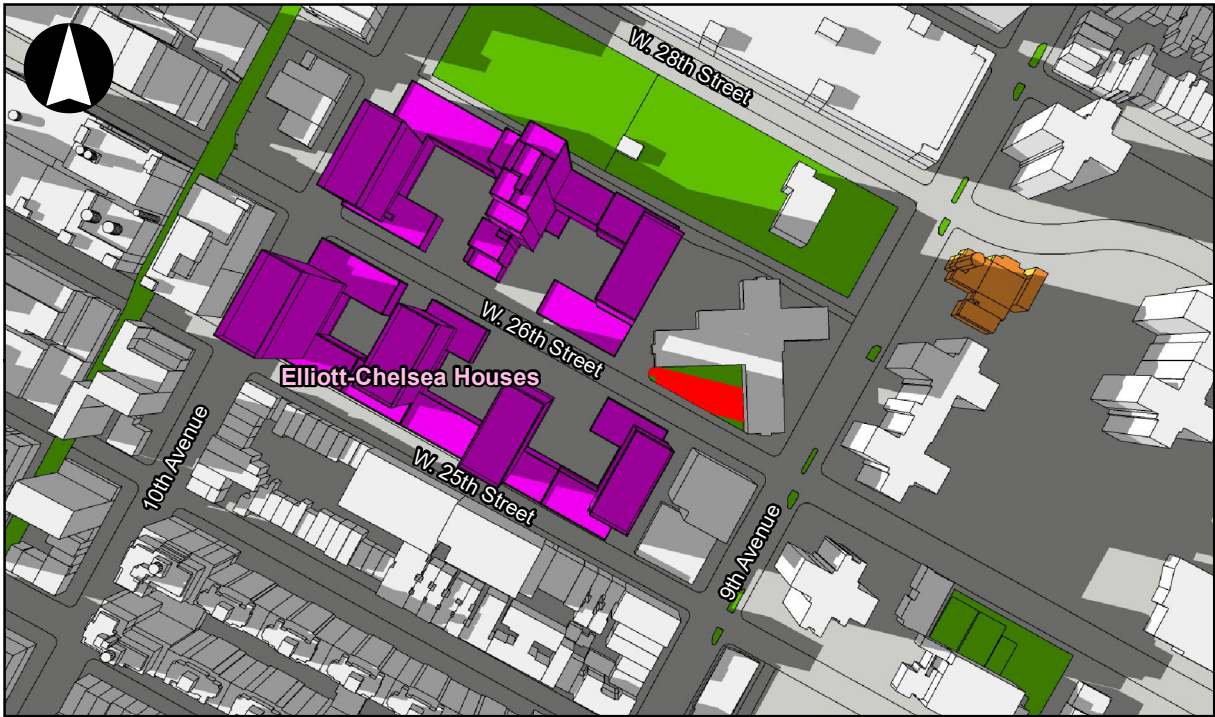 W. 28th Street
W. 26th Street
Elliott-Chelsea Houses
W. 25th Street
10th Avenue
9th Avenue